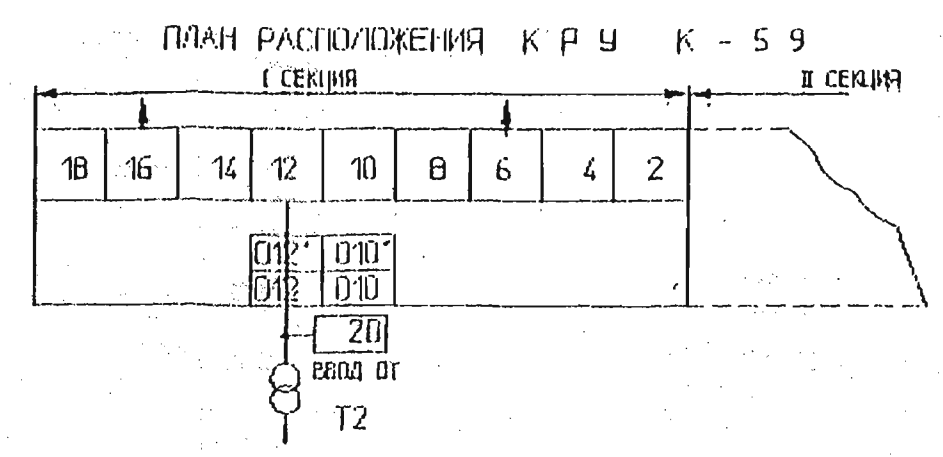 ПЛАН РАСПОЛОЖЕНИЯ КРУ К-59
I СЕКЦИЯ II СЕКЦИЯ
18 16 14 12 10 8 6 4 2
012' 010'
012 010
20
ВВОД ОТ
Т2